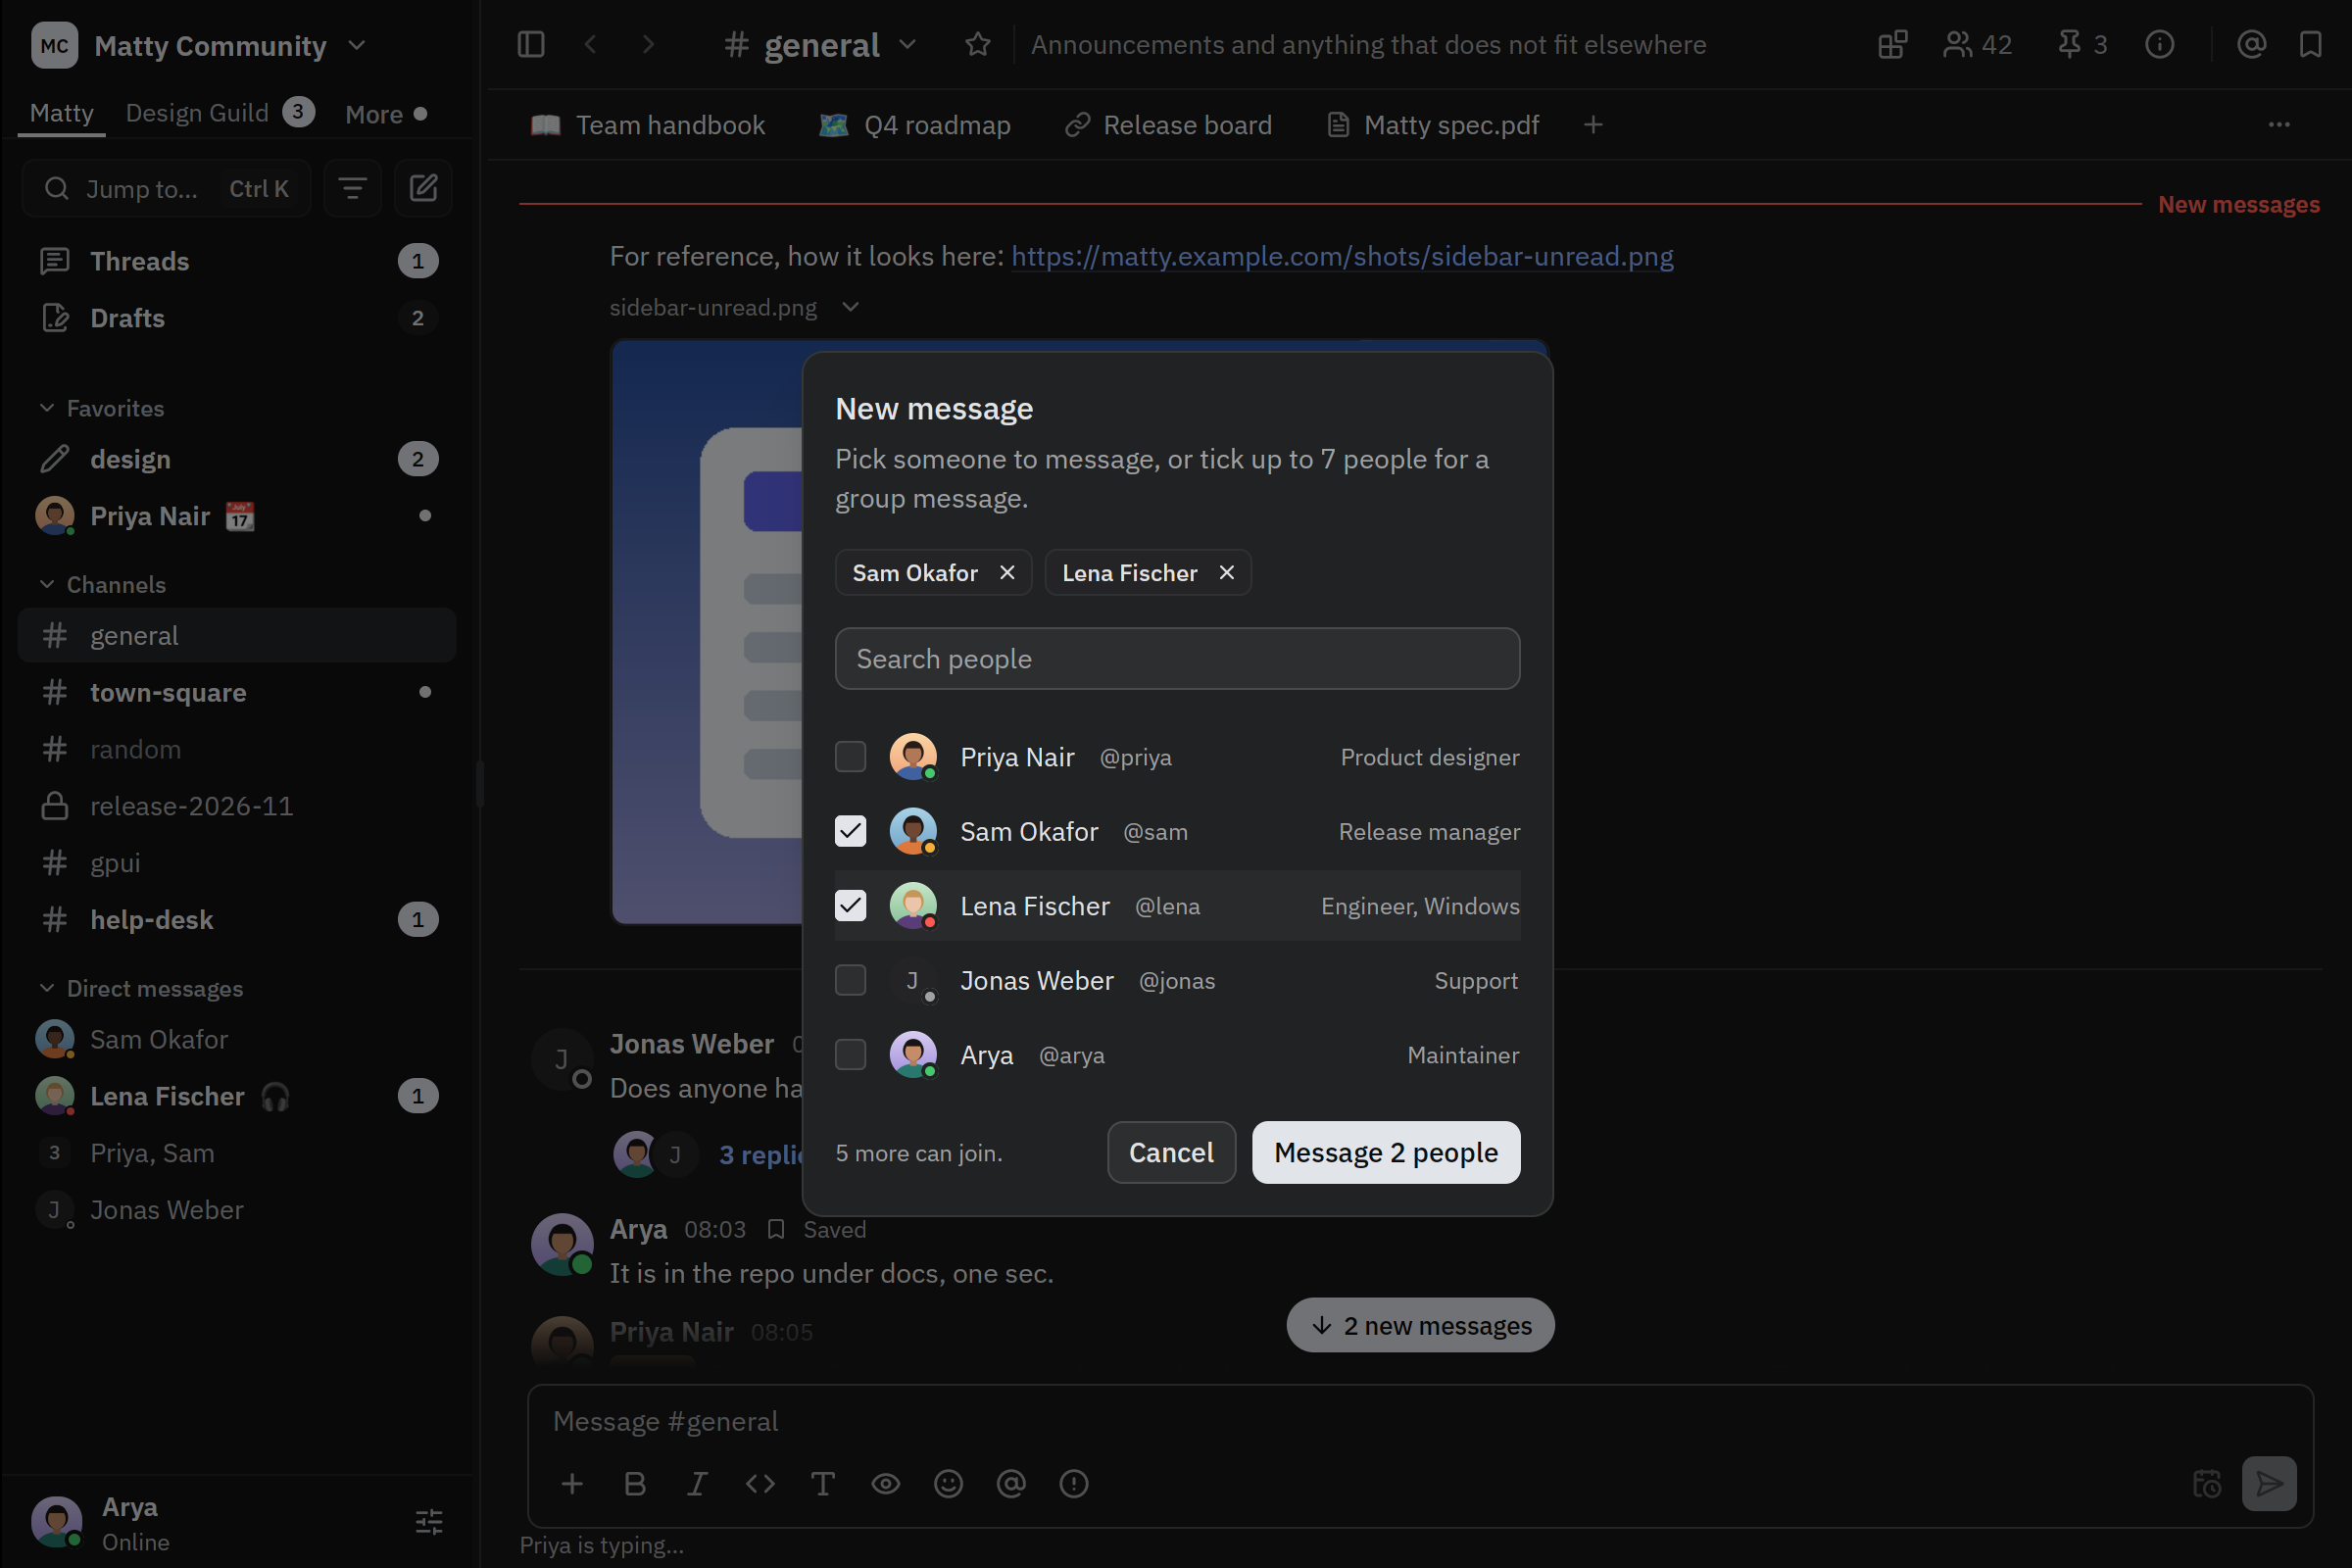 MC Matty Community
Matty Design Guild 3 More
Jump to... Ctrl K
Threads 1
Drafts 2
Favorites
design 2
Priya Nair July 17
Channels
general
town-square
random
release-2026-11
gpui
help-desk 1
Direct messages
Sam Okafor
Lena Fischer 1
3 Priya, Sam
J Jonas Weber
Arya
Online
general Announcements and anything that does not fit elsewhere 42 3
Team handbook Q4 roadmap Release board Matty spec.pdf
New messages
For reference, how it looks here: https://matty.example.com/shots/sidebar-unread.png
sidebar-unread.png
New message
Pick someone to message, or tick up to 7 people for a
group message.
Sam Okafor Lena Fischer
Search people
Priya Nair @priya Product designer
Sam Okafor @sam Release manager
Lena Fischer @lena Engineer, Windows
J Jonas Weber @jonas Support
Arya @arya Maintainer
5 more can join. Cancel Message 2 people
J Jonas Weber
Does anyone ha
J 3 replie
Arya 08:03 Saved
It is in the repo under docs, one sec.
Priya Nair 08:05
2 new messages
Message #general
Priya is typing...